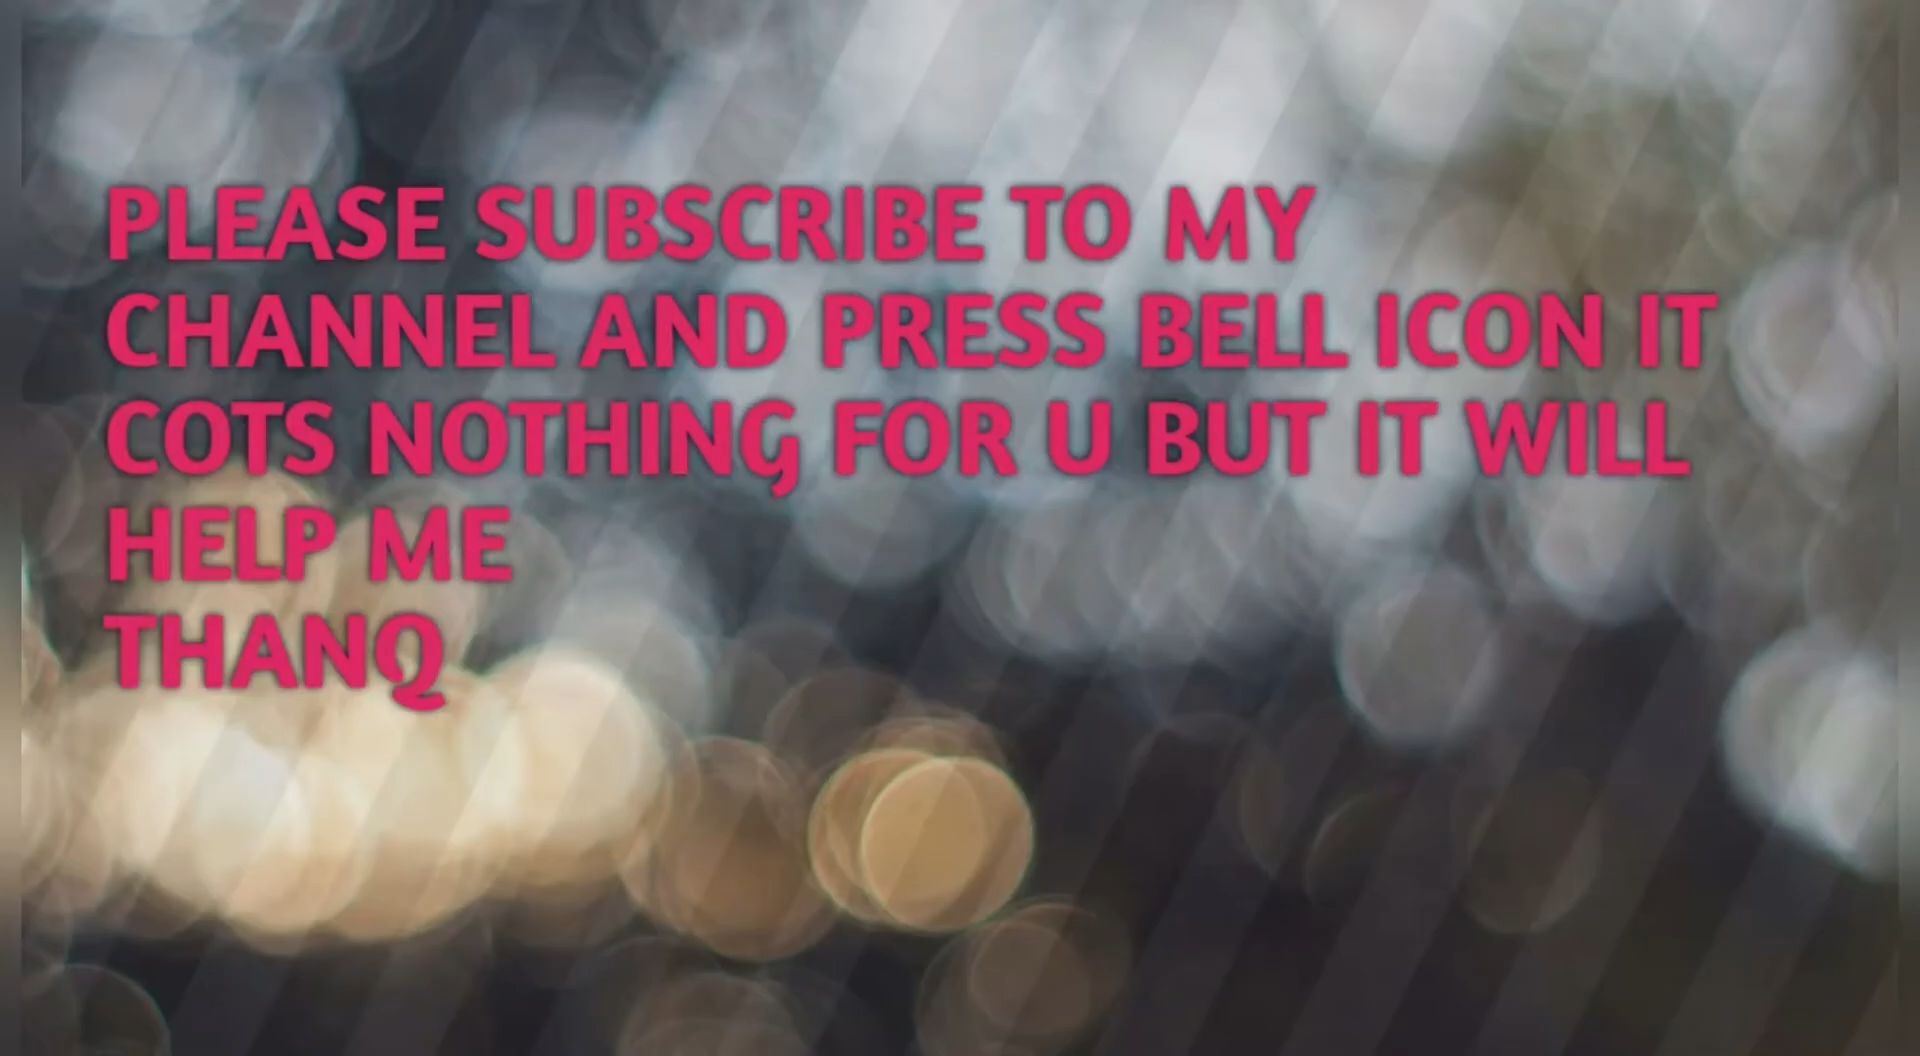 PLEASE SUBSCRIBE TO MY
CHANNEL AND PRESS BELL ICON IT
COTS NOTHING FOR U BUT IT WILL
HELP ME
THANQ